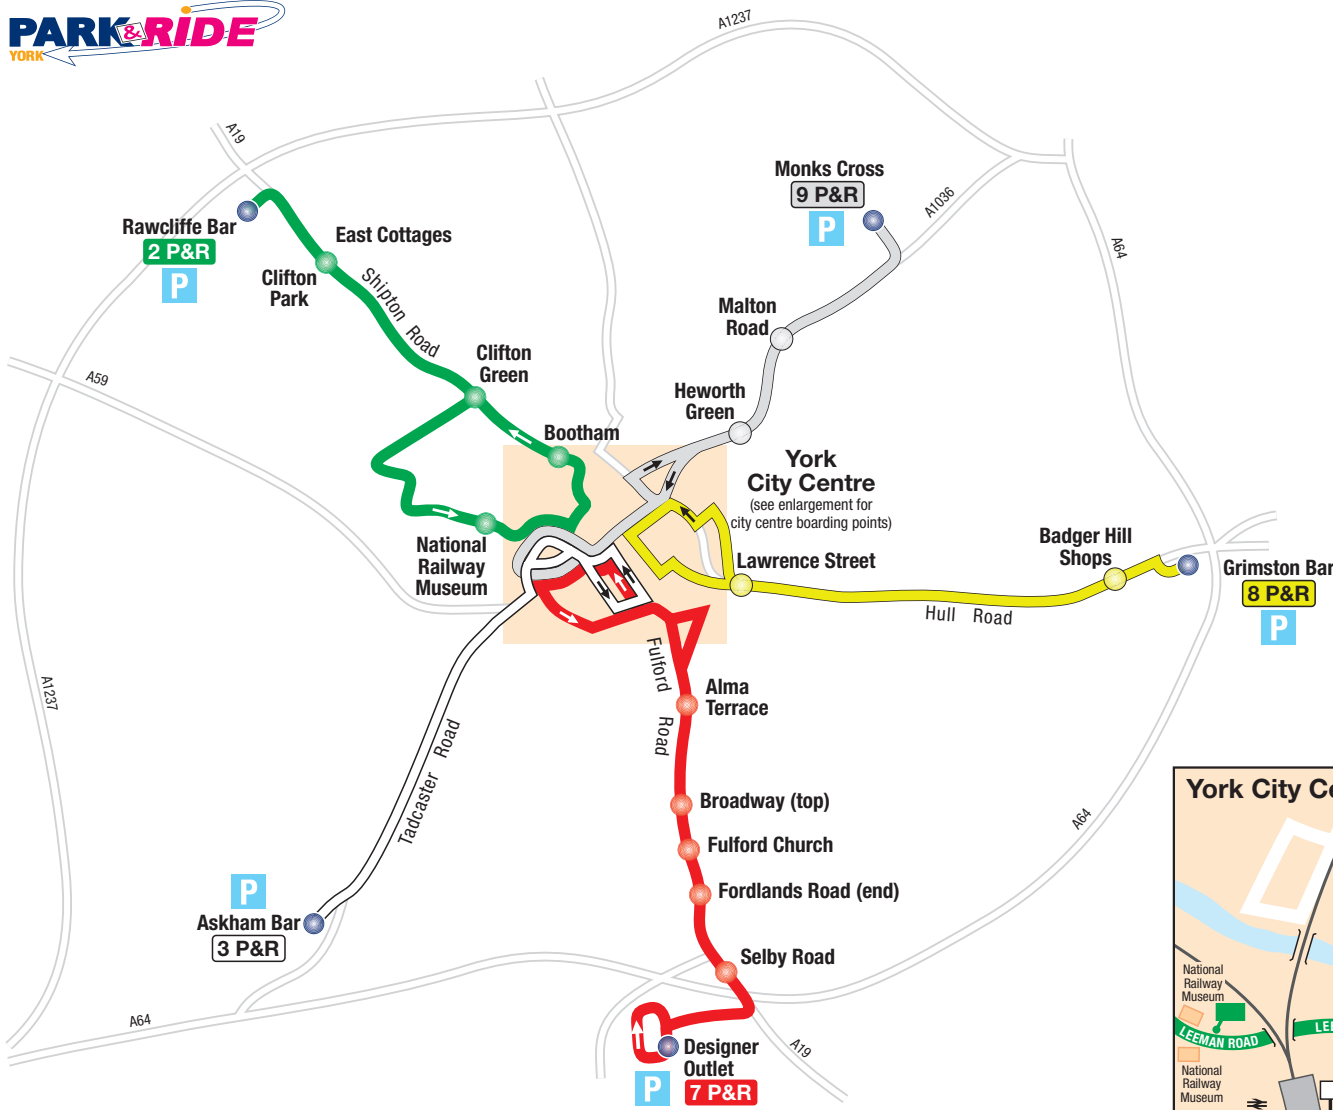 PARK & RIDE
YORK
A1237
A19
Monks Cross
9 P&R
P
A1036
Rawcliffe Bar
2 P&R
P
East Cottages
Clifton
Park
Shipton Road
A64
Malton
Road
Clifton
Green
A59
Heworth
Green
Bootham
York
City Centre
(see enlargement for
city centre boarding points)
National
Railway
Museum
Lawrence Street
Badger Hill
Shops
Grimston Bar
8 P&R
P
Hull Road
Fulford Road
Alma
Terrace
A1237
Tadcaster Road
Broadway (top)
Fulford Church
Fordlands Road (end)
A64
P
Askham Bar
3 P&R
Selby Road
A64
Designer
Outlet
P
7 P&R
A19
York City
National
Railway
Museum
LEEMAN ROAD
National
Railway
Museum